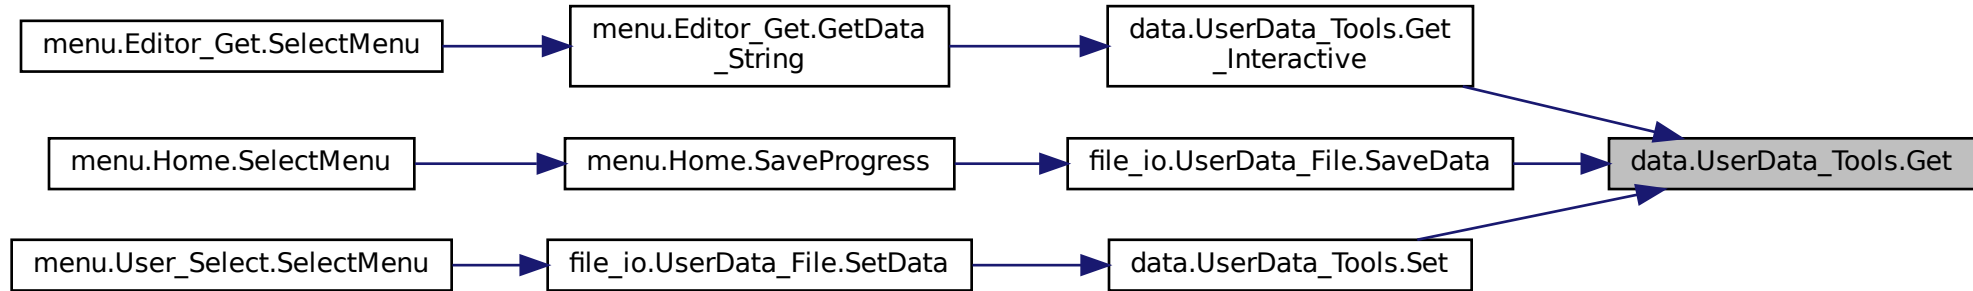 menu.Editor_Get.SelectMenu
menu.Editor_Get.GetData
_String
data.UserData_Tools.Get
_Interactive
menu.Home.SelectMenu
menu.Home.SaveProgress
file_io.UserData_File.SaveData
data.UserData_Tools.Get
menu.User_Select.SelectMenu
file_io.UserData_File.SetData
data.UserData_Tools.Set